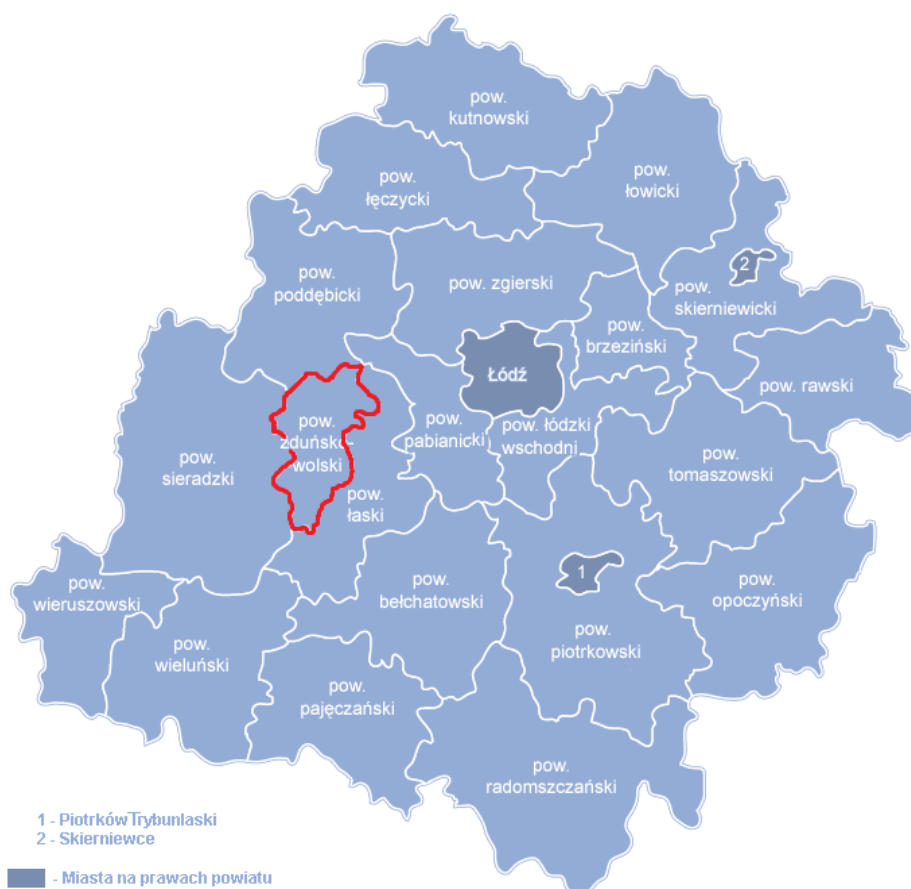 pow.
kutnowski
pow.
łęczycki
pow.
łowicki
pow.
poddębicki
pow. zgierski
2
pow.
skierniewicki
pow.
brzeziński
Łódź
pow. rawski
pow.
zduńsko-
wolski
pow.
pabianicki
pow. łódzki
wschodni
pow.
sieradzki
pow.
tomaszowski
pow.
łaski
pow.
wieruszowski
pow.
bełchatowski
1
pow.
opoczyński
pow.
wieluński
pow.
piotrkowski
pow.
pajęczański
pow.
radomszczański
1 - Piotrków Trybunlaski
2 - Skierniewce
- Miasta na prawach powiatu